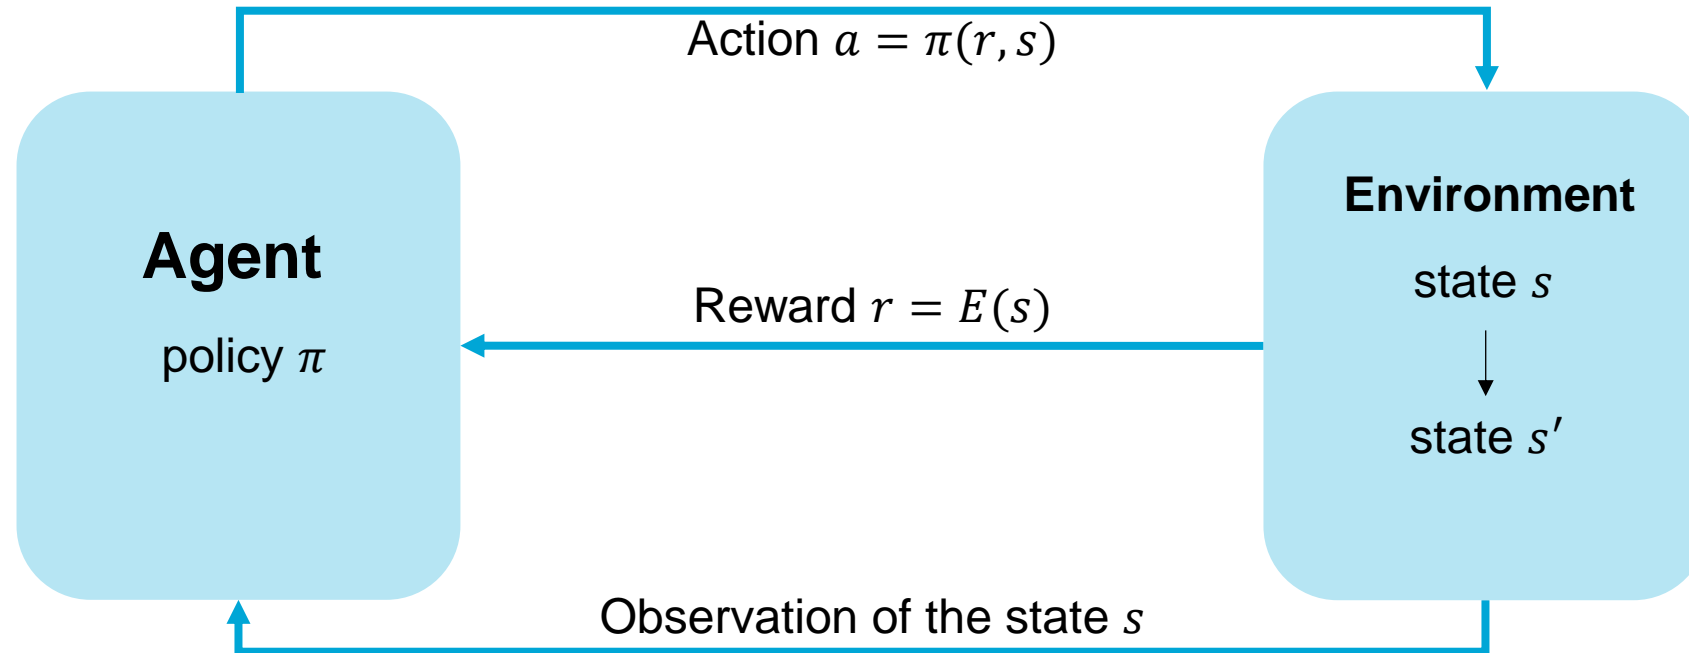 Action 𝑎 = 𝜋(𝑟, 𝑠)
Agent
policy 𝜋
Reward 𝑟 = 𝐸(𝑠)
Environment
state 𝑠
state 𝑠′
Observation of the state 𝑠